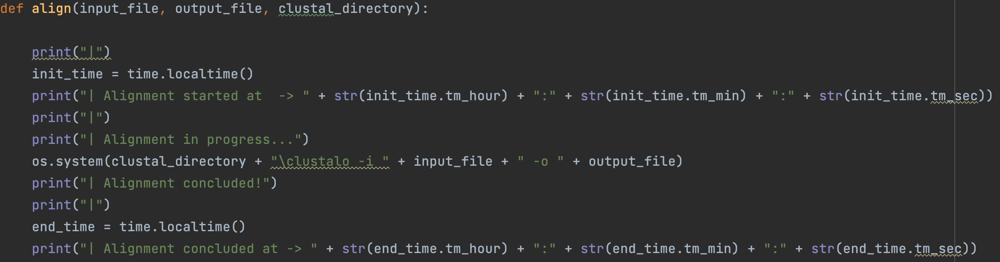 def align(input_file, output_file, clustal_directory):
print("|")
init_time = time.localtime()
print("| Alignment started at  -> " + str(init_time.tm_hour) + ":" + str(init_time.tm_min) + ":" + str(init_time.tm_sec))
print("|")
print("| Alignment in progress...")
os.system(clustal_directory + "\clustalo -i " + input_file + " -o " + output_file)
print("| Alignment concluded!")
print("|")
end_time = time.localtime()
print("| Alignment concluded at -> " + str(end_time.tm_hour) + ":" + str(end_time.tm_min) + ":" + str(end_time.tm_sec))